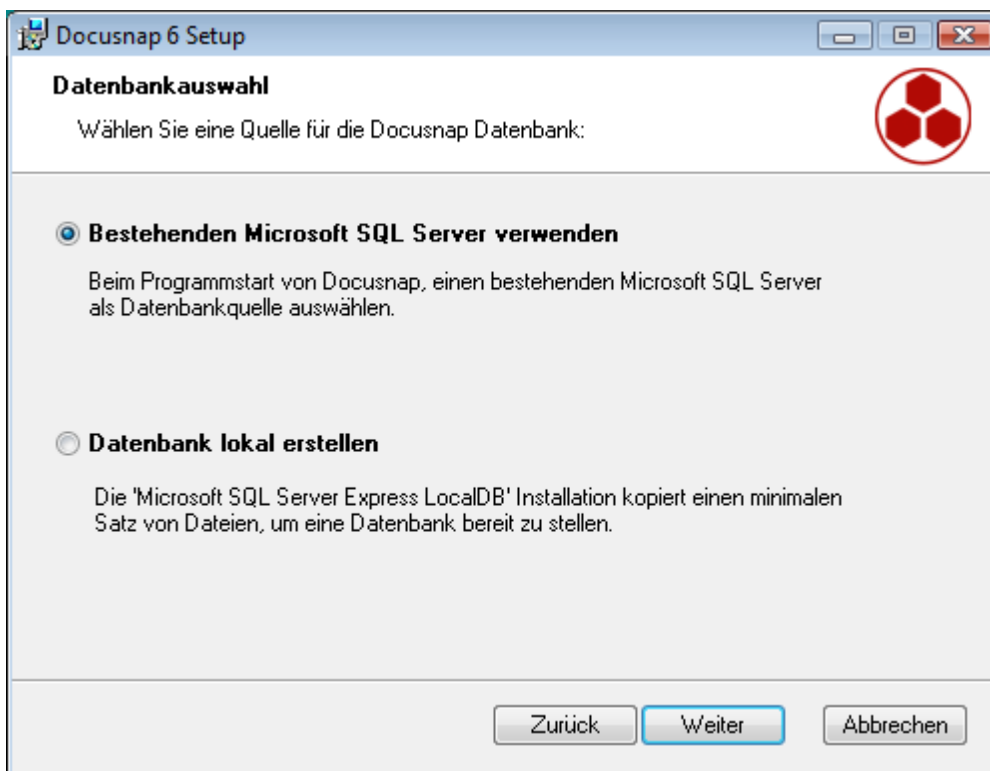 Docusnap 6 Setup
Datenbankauswahl
Wählen Sie eine Quelle für die Docusnap Datenbank:
Bestehenden Microsoft SQL Server verwenden
Beim Programmstart von Docusnap, einen bestehenden Microsoft SQL Server
als Datenbankquelle auswählen.
Datenbank lokal erstellen
Die 'Microsoft SQL Server Express LocalDB' Installation kopiert einen minimalen
Satz von Dateien, um eine Datenbank bereit zu stellen.
Zurück Weiter Abbrechen